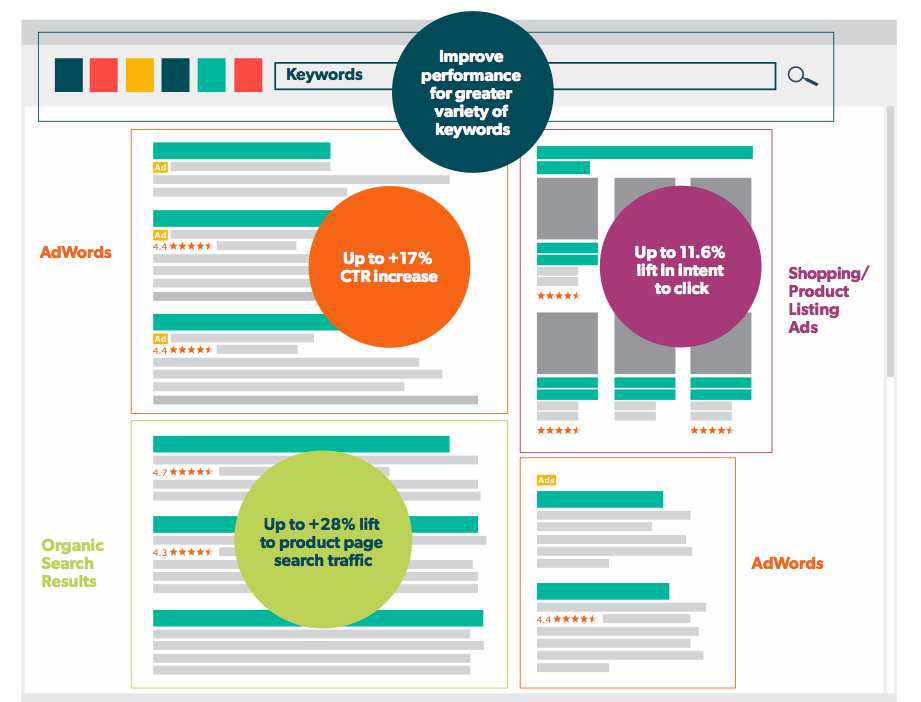 Improve
performance
for greater
variety of
keywords
Keywords
AdWords
Ad
Ad
4.4
Up to +17%
CTR increase
Ad
4.4
Up to 11.6%
lift in intent
to click
Shopping/
Product
Listing
Ads
Organic
Search
Results
4.7
4.3
Up to +28% lift
to product page
search traffic
Ads
4.4
AdWords